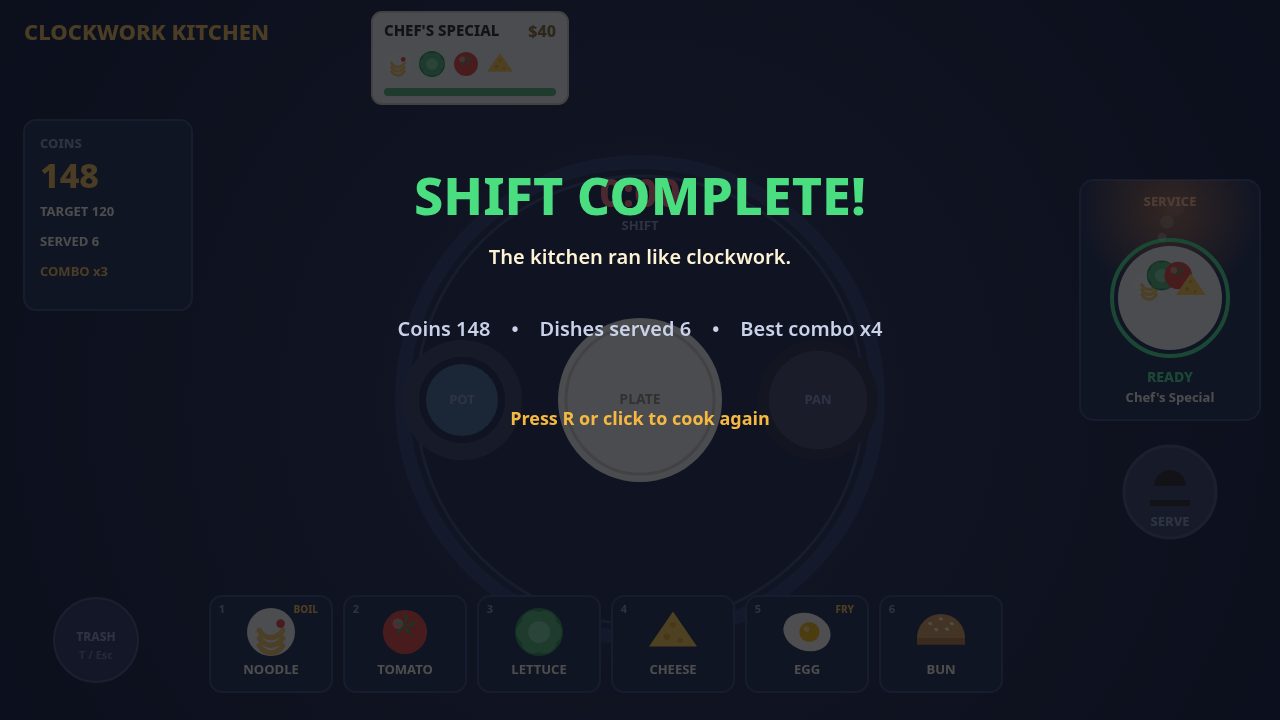 CLOCKWORK KITCHEN
CHEF'S SPECIAL $40
COINS
148
TARGET 120
SERVED 6
COMBO x3
SHIFT COMPLETE!
SHIFT
The kitchen ran like clockwork.
Coins 148 • Dishes served 6 • Best combo x4
POT
PLATE
PAN
Press R or click to cook again
SERVICE
READY
Chef's Special
SERVE
TRASH
T / Esc
1 BOIL
NOODLE
2
TOMATO
3
LETTUCE
4
CHEESE
5 FRY
EGG
6
BUN